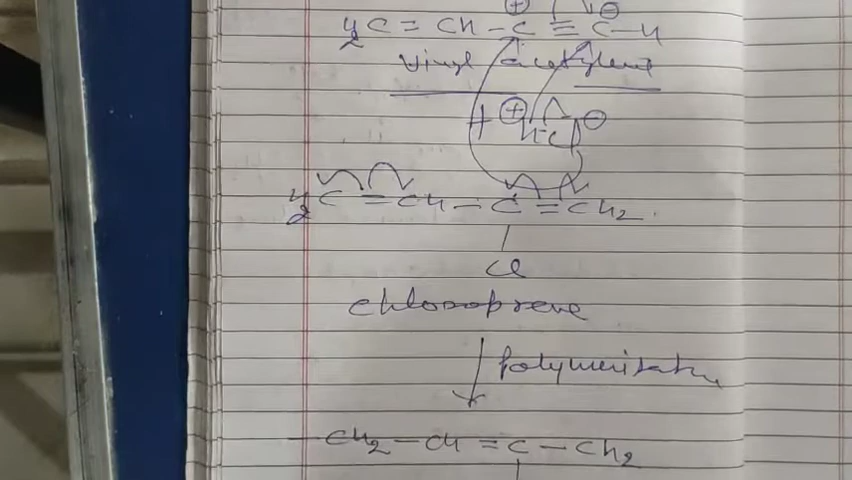 H2C = CH - C ≡ C - H
Vinyl acetylene
+ H - Cl
H2C = CH - C = CH2
Cl
Chloroprene
Polymerisation
- CH2 - CH = C - CH2